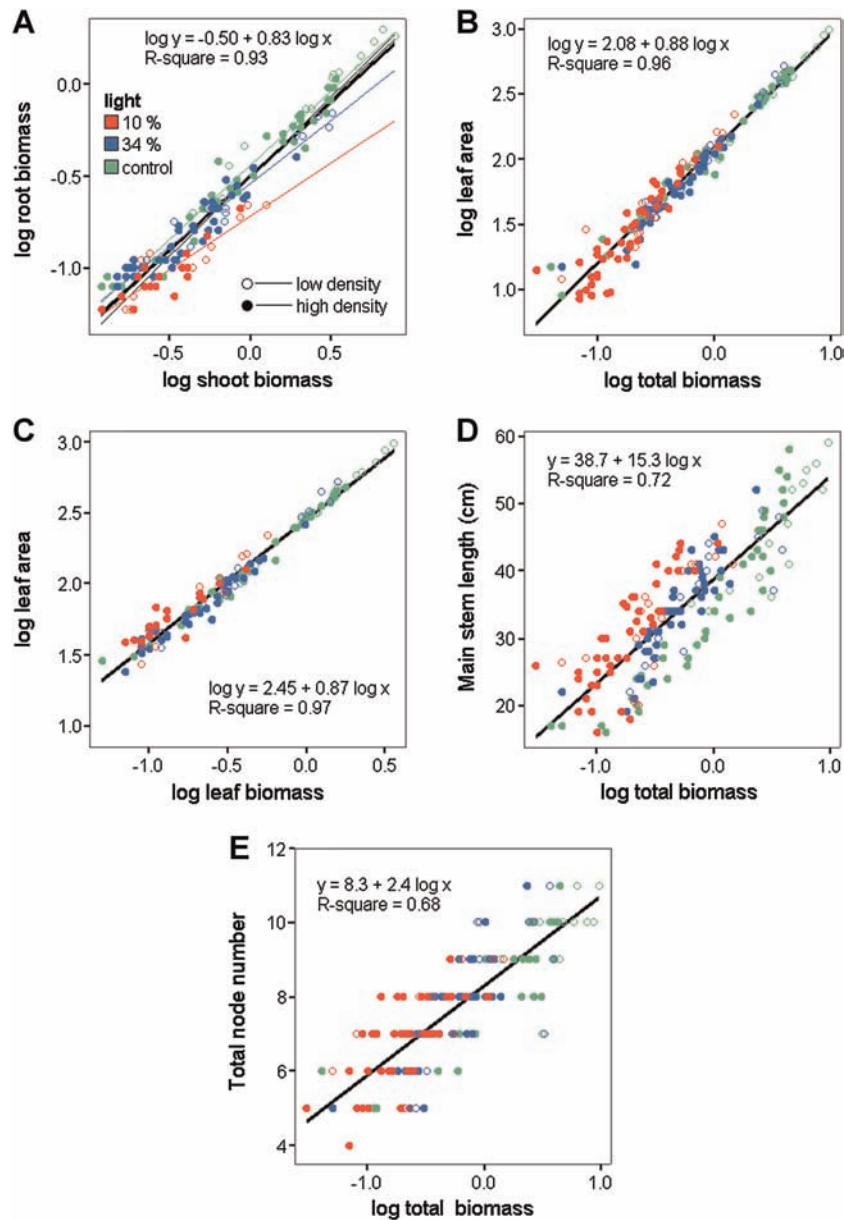 A
log y = -0.50 + 0.83 log x
R-square = 0.93
light
10 %
34 %
control
low density
high density
log root biomass
0.0
-0.5
-1.0
-0.5
0.0
0.5
log shoot biomass
B
log y = 2.08 + 0.88 log x
R-square = 0.96
log leaf area
3.0
2.5
2.0
1.5
1.0
-1.0
0.0
1.0
log total biomass
C
log y = 2.45 + 0.87 log x
R-square = 0.97
log leaf area
3.0
2.5
2.0
1.5
1.0
-1.0
-0.5
0.0
0.5
log leaf biomass
D
y = 38.7 + 15.3 log x
R-square = 0.72
Main stem length (cm)
60
50
40
30
20
-1.0
0.0
1.0
log total biomass
E
y = 8.3 + 2.4 log x
R-square = 0.68
Total node number
12
10
8
6
4
-1.0
0.0
1.0
log total biomass